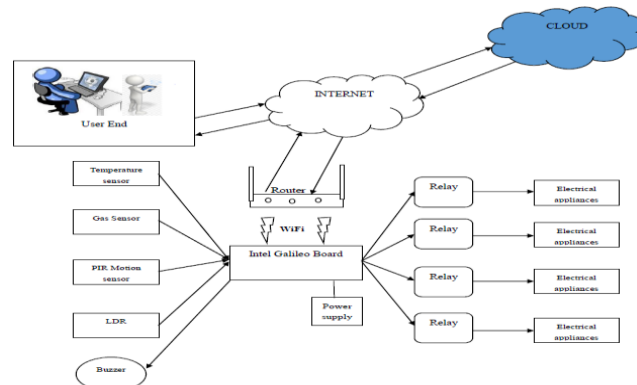 CLOUD
INTERNET
User End
Temperature
sensor
Gas Sensor
PIR Motion
sensor
LDR
Buzzer
Router
WiFi
Intel Galileo Board
Power
supply
Relay
Electrical
appliances
Relay
Electrical
appliances
Relay
Electrical
appliances
Relay
Electrical
appliances